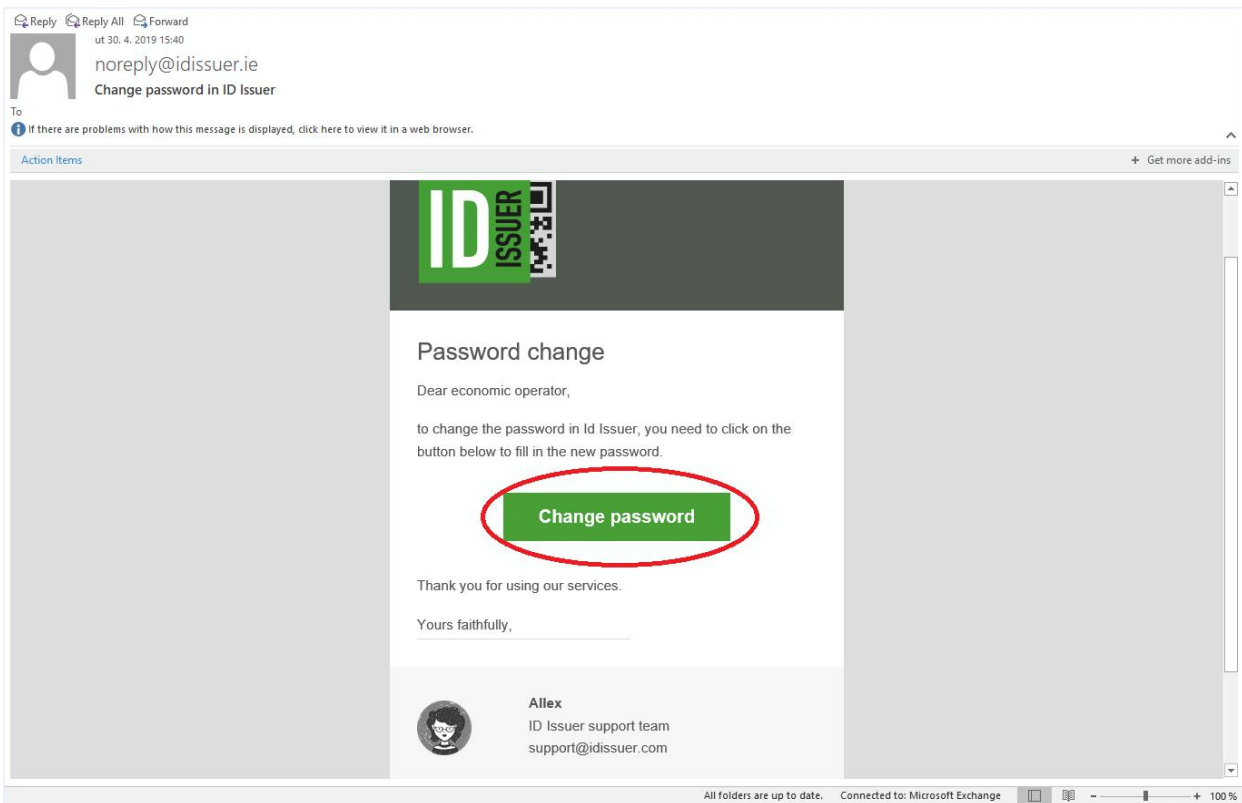 Reply Reply All Forward
ut 30. 4. 2019 15:40
noreply@idissuer.ie
Change password in ID Issuer
To
If there are problems with how this message is displayed, click here to view it in a web browser.
Action Items + Get more add-ins
ID ISSUER
Password change
Dear economic operator,
to change the password in Id Issuer, you need to click on the
button below to fill in the new password.
Change password
Thank you for using our services.
Yours faithfully,
Allex
ID Issuer support team
support@idissuer.com
All folders are up to date. Connected to: Microsoft Exchange - + 100 %